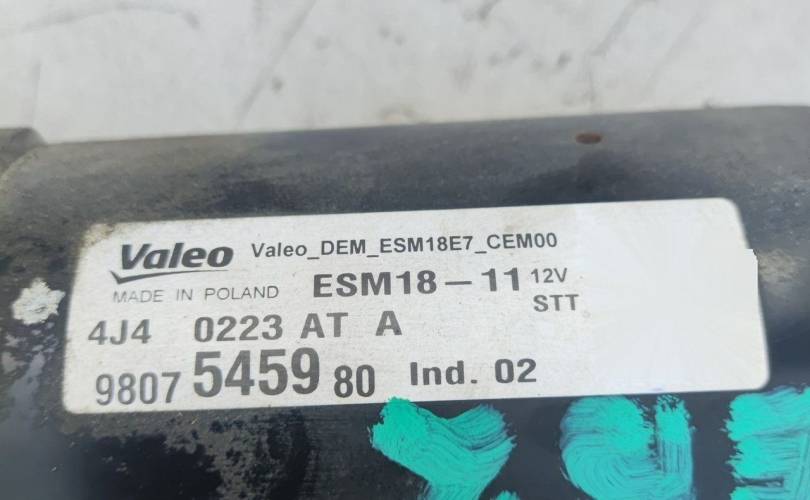 Valeo Valeo_DEM_ESM18E7_CEM00
MADE IN POLAND ESM18-11 12V
STT
4J4 0223 AT A
9807 5459 80 Ind. 02